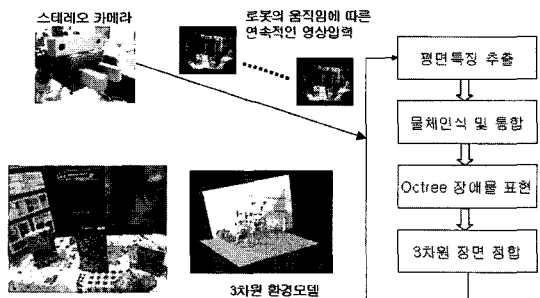 스테레오 카메라
로봇의 움직임에 따른
연속적인 영상입력
평면특징 추출
물체인식 및 통합
Octree 장애물 표현
3차원 장면 정합
3차원 환경모델